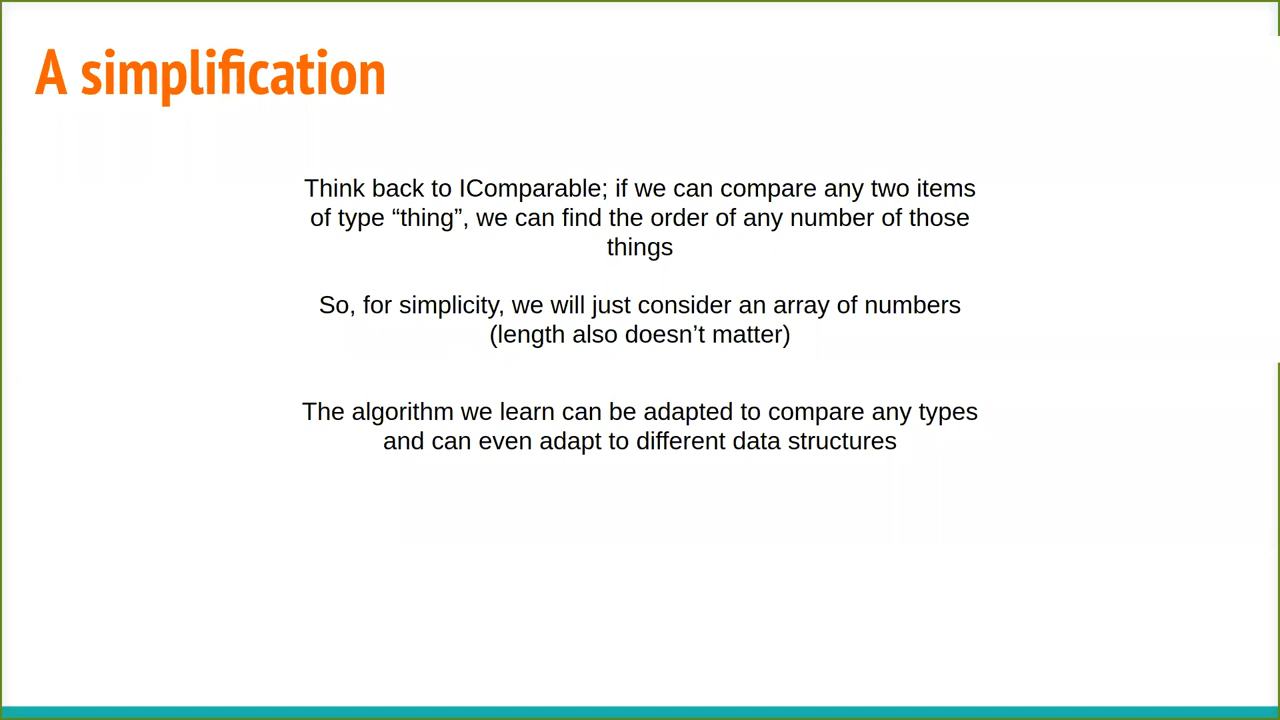 A simplification
Think back to IComparable; if we can compare any two items
of type “thing”, we can find the order of any number of those
things
So, for simplicity, we will just consider an array of numbers
(length also doesn’t matter)
The algorithm we learn can be adapted to compare any types
and can even adapt to different data structures